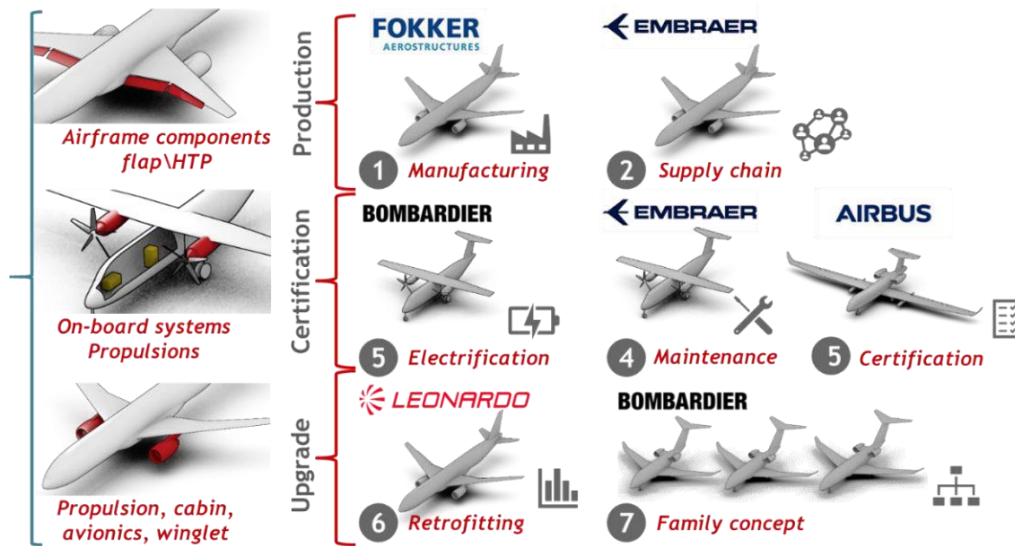 FOKKER
AEROSTRUCTURES
EMBRAER
Production
Airframe components
flap\HTP
1 Manufacturing
2 Supply chain
BOMBARDIER
EMBRAER
AIRBUS
Certification
On-board systems
Propulsions
5 Electrification
4 Maintenance
5 Certification
LEONARDO
BOMBARDIER
Upgrade
Propulsion, cabin,
avionics, winglet
6 Retrofitting
7 Family concept